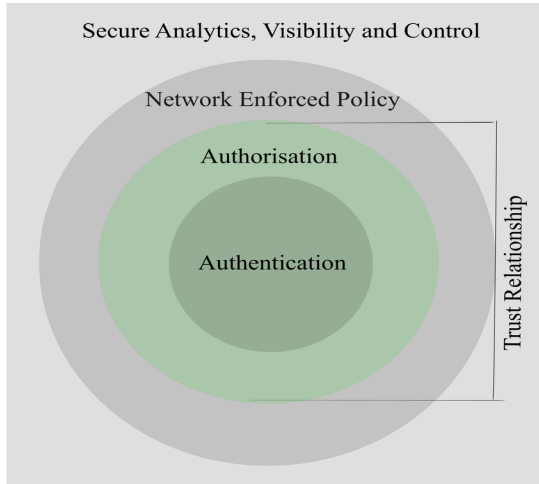 Secure Analytics, Visibility and Control
Network Enforced Policy
Authorisation
Authentication
Trust Relationship